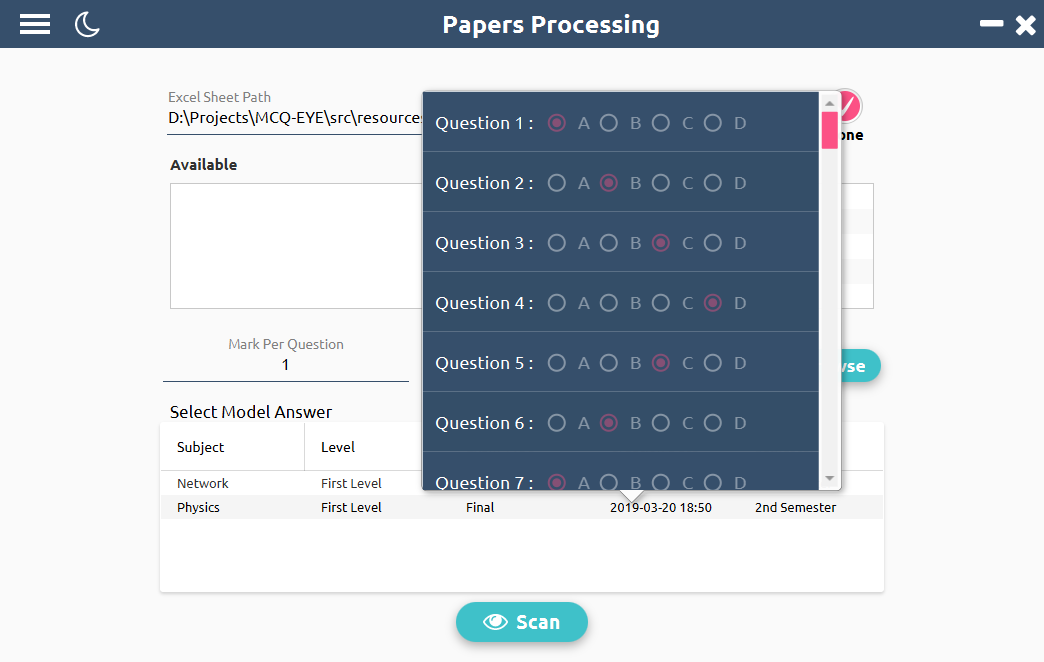 Papers Processing
Excel Sheet Path
D:\Projects\MCQ-EYE\src\resources
Available
Mark Per Question
1
Select Model Answer
Subject Level
Network First Level
Physics First Level Final 2019-03-20 18:50 2nd Semester
Question 1 : A B C D
Question 2 : A B C D
Question 3 : A B C D
Question 4 : A B C D
Question 5 : A B C D
Question 6 : A B C D
Question 7 : A B C D
Scan